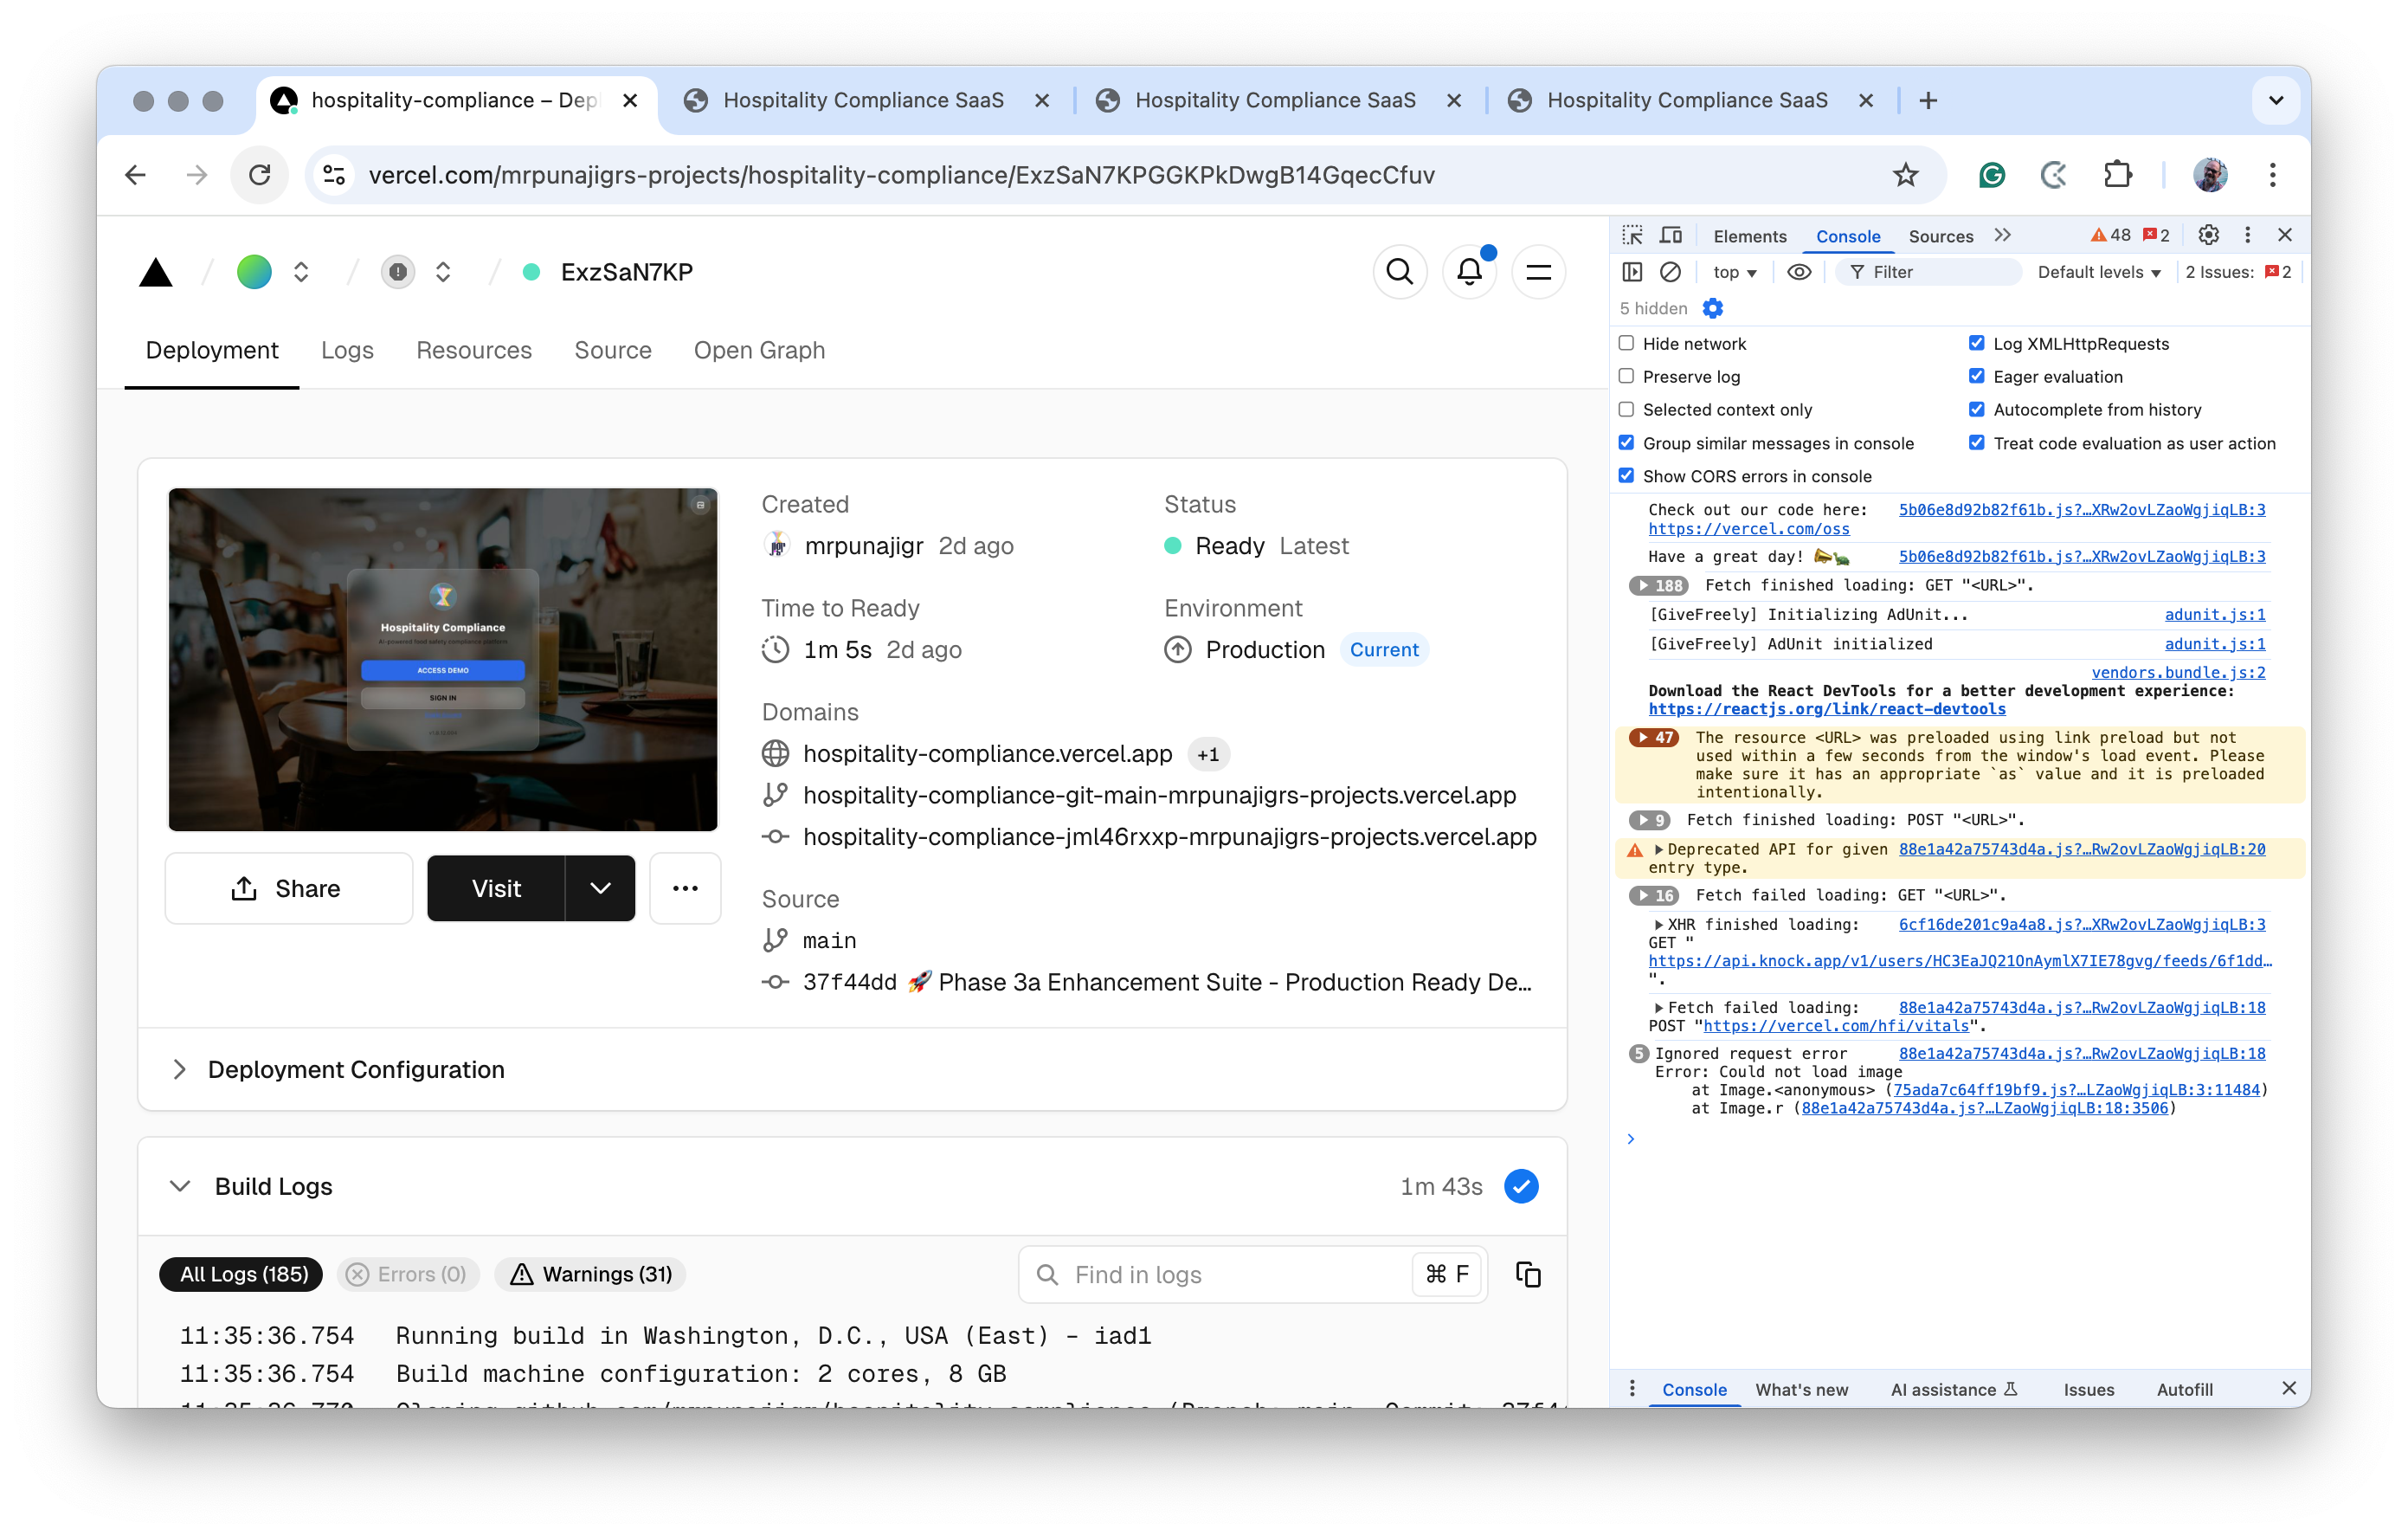 hospitality-compliance – Dep
Hospitality Compliance SaaS
Hospitality Compliance SaaS
Hospitality Compliance SaaS
vercel.com/mrpunajigrs-projects/hospitality-compliance/ExzSaN7KPGGKPkDwgB14GqecCfuv
ExzSaN7KP
Deployment Logs Resources Source Open Graph
Hospitality Compliance
AI-powered food safety compliance platform
ACCESS DEMO
SIGN IN
Share
Visit
Created
mrpunajigr 2d ago
Status
Ready Latest
Time to Ready
1m 5s 2d ago
Environment
Production Current
Domains
hospitality-compliance.vercel.app +1
hospitality-compliance-git-main-mrpunajigrs-projects.vercel.app
hospitality-compliance-jml46rxxp-mrpunajigrs-projects.vercel.app
Source
main
37f44dd 🚀 Phase 3a Enhancement Suite - Production Ready De...
Deployment Configuration
Build Logs 1m 43s
All Logs (185) Errors (0) Warnings (31) Find in logs ⌘ F
11:35:36.754 Running build in Washington, D.C., USA (East) – iad1
11:35:36.754 Build machine configuration: 2 cores, 8 GB
Elements Console Sources 48 2
top Filter Default levels 2 Issues: 2
5 hidden
Hide network Log XMLHttpRequests
Preserve log Eager evaluation
Selected context only Autocomplete from history
Group similar messages in console Treat code evaluation as user action
Show CORS errors in console
Check out our code here: 5b06e8d92b82f61b.js?…XRw2ovLZaoWgjiqLB:3
https://vercel.com/oss
Have a great day! 📣🐢 5b06e8d92b82f61b.js?…XRw2ovLZaoWgjiqLB:3
188 Fetch finished loading: GET "<URL>".
[GiveFreely] Initializing AdUnit... adunit.js:1
[GiveFreely] AdUnit initialized adunit.js:1
vendors.bundle.js:2
Download the React DevTools for a better development experience:
https://reactjs.org/link/react-devtools
47 The resource <URL> was preloaded using link preload but not
used within a few seconds from the window's load event. Please
make sure it has an appropriate `as` value and it is preloaded
intentionally.
9 Fetch finished loading: POST "<URL>".
Deprecated API for given 88e1a42a75743d4a.js?…Rw2ovLZaoWgjiqLB:20
entry type.
16 Fetch failed loading: GET "<URL>".
XHR finished loading: 6cf16de201c9a4a8.js?…XRw2ovLZaoWgjiqLB:3
GET "
https://api.knock.app/v1/users/HC3EaJQ21OnAymlX7IE78gvg/feeds/6f1dd…
".
Fetch failed loading: 88e1a42a75743d4a.js?…Rw2ovLZaoWgjiqLB:18
POST "https://vercel.com/hfi/vitals".
5 Ignored request error 88e1a42a75743d4a.js?…Rw2ovLZaoWgjiqLB:18
Error: Could not load image
at Image.<anonymous> (75ada7c64ff19bf9.js?…LZaoWgjiqLB:3:11484)
at Image.r (88e1a42a75743d4a.js?…LZaoWgjiqLB:18:3506)
Console What's new AI assistance Issues Autofill